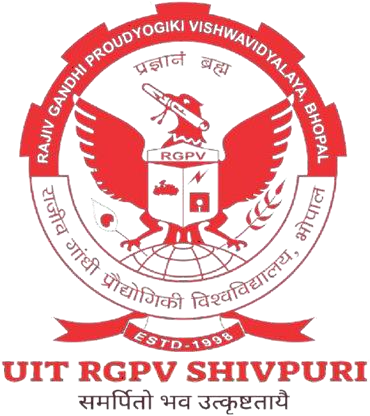 RAJIV GANDHI PROUDYOGIKI VISHWAVIDYALAYA, BHOPAL
प्रज्ञानं ब्रह्म
RGPV
राजीव गांधी प्रौद्योगिकी विश्वविद्यालय, भोपाल
ESTD-1998
UIT RGPV SHIVPURI
समर्पितो भव उत्कृष्टतायै